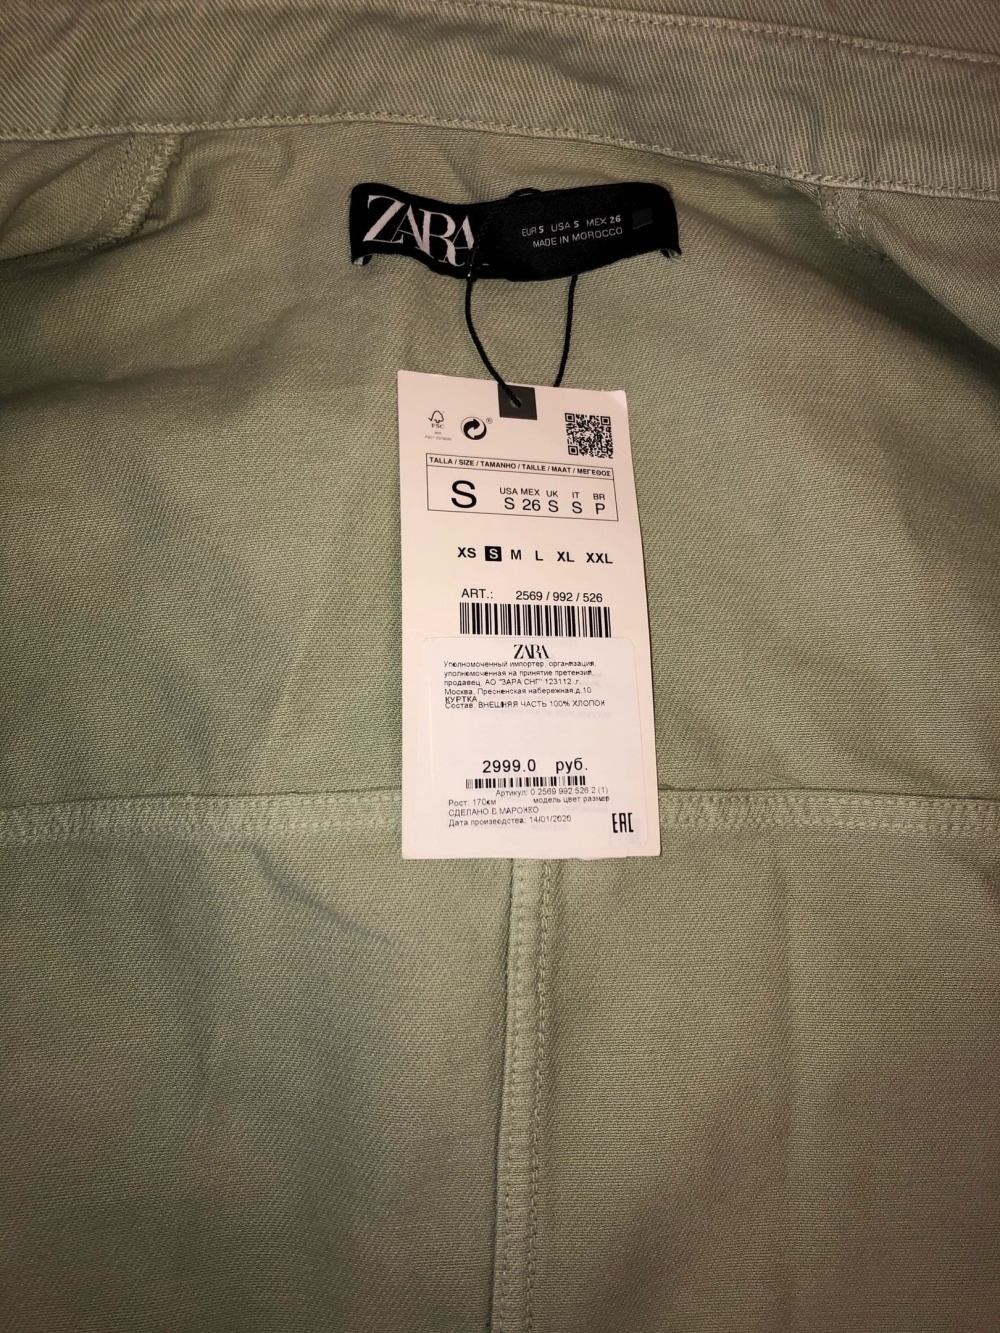 ZARA
EUR S USA S MEX 26
MADE IN MOROCCO
FSC
TALLA / SIZE / TAMANHO / TAILLE / MAAT / ΜΕΓΕΘΟΣ
S
USA MEX UK IT BR
S 26 S S P
XS S M L XL XXL
ART.: 2569 / 992 / 526
ZARA
Уполномоченный импортер, организация,
уполномоченная на принятие претензий,
продавец: АО "ЗАРА СНГ" 123112 ,г.
Москва, Пресненская набережная,д.10
КУРТКА
Состав: ВНЕШНЯЯ ЧАСТЬ 100% ХЛОПОК
2999.0 руб.
Артикул: 0 2569 992 526 2 (1)
Рост: 170см модель цвет размер
СДЕЛАНО В МАРОККО
Дата производства: 14/01/2020
EAC